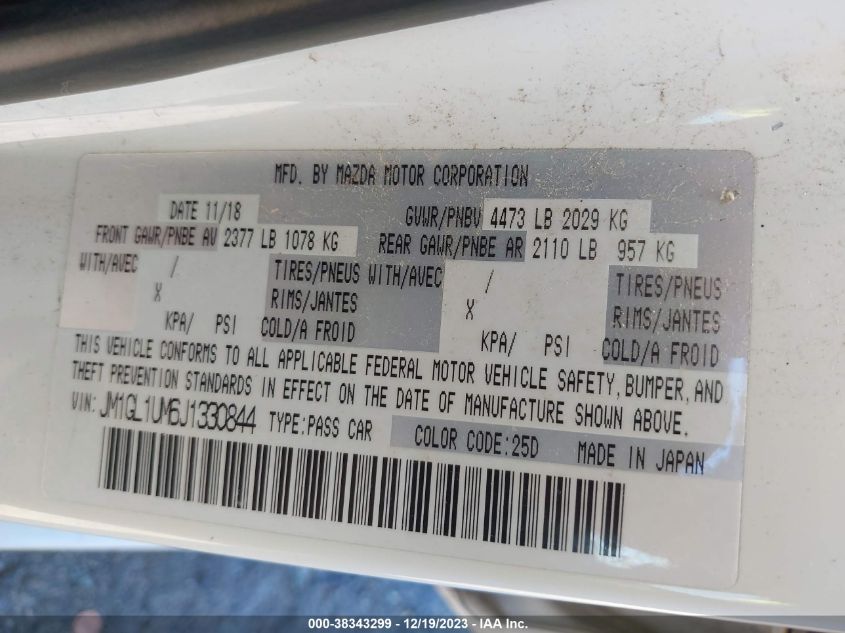 MFD. BY MAZDA MOTOR CORPORATION
DATE 11/18 GVWR/PNBV 4473 LB 2029 KG
FRONT GAWR/PNBE AV 2377 LB 1078 KG REAR GAWR/PNBE AR 2110 LB 957 KG
WITH/AVEC / TIRES/PNEUS WITH/AVEC / TIRES/PNEUS
X RIMS/JANTES X RIMS/JANTES
KPA/ PSI COLD/A FROID KPA/ PSI COLD/A FROID
THIS VEHICLE CONFORMS TO ALL APPLICABLE FEDERAL MOTOR VEHICLE SAFETY, BUMPER, AND
THEFT PREVENTION STANDARDS IN EFFECT ON THE DATE OF MANUFACTURE SHOWN ABOVE.
VIN: JM1GL1UM6J1330844 TYPE: PASS CAR COLOR CODE: 25D MADE IN JAPAN
000-38343299 - 12/19/2023 - IAA Inc.